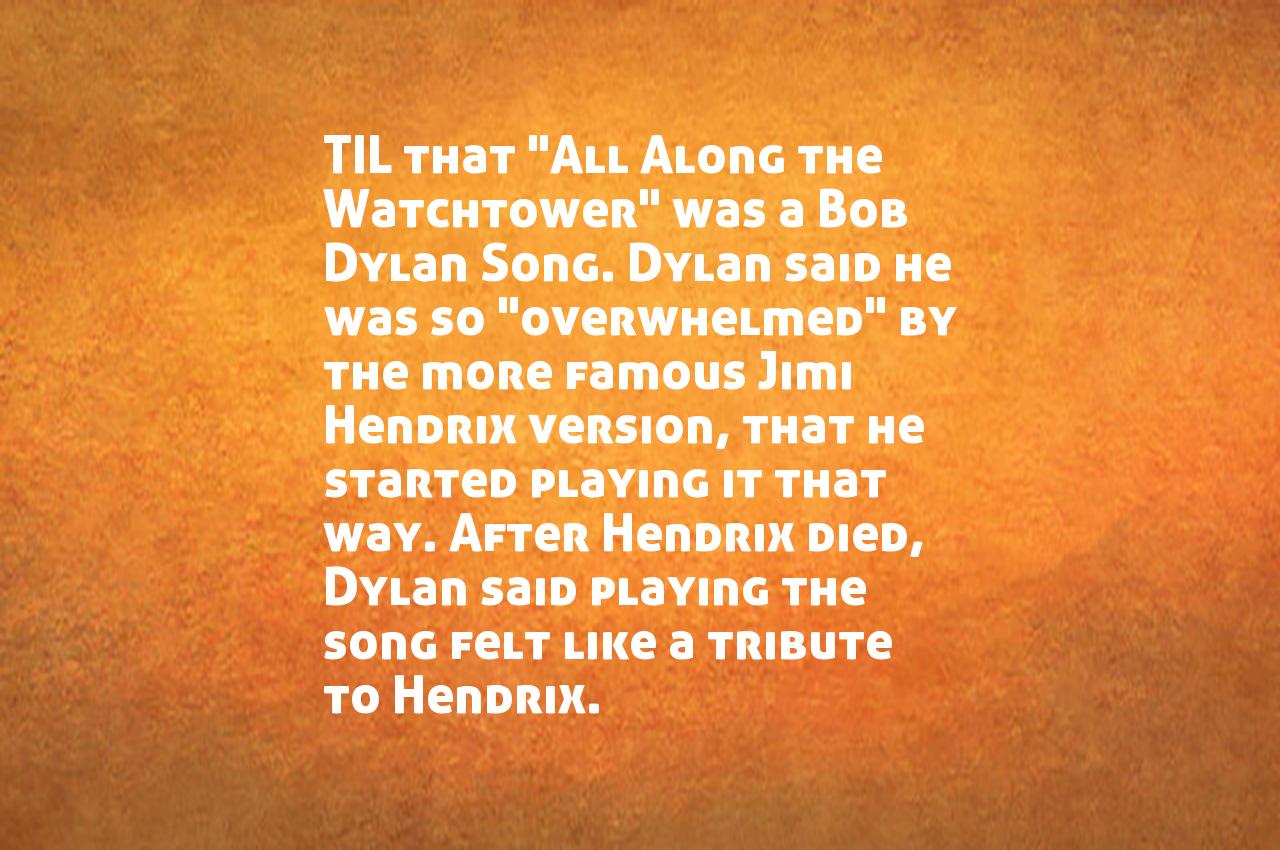 TIL that "All Along the
Watchtower" was a Bob
Dylan Song. Dylan said he
was so "overwhelmed" by
the more famous Jimi
Hendrix version, that he
started playing it that
way. After Hendrix died,
Dylan said playing the
song felt like a tribute
to Hendrix.